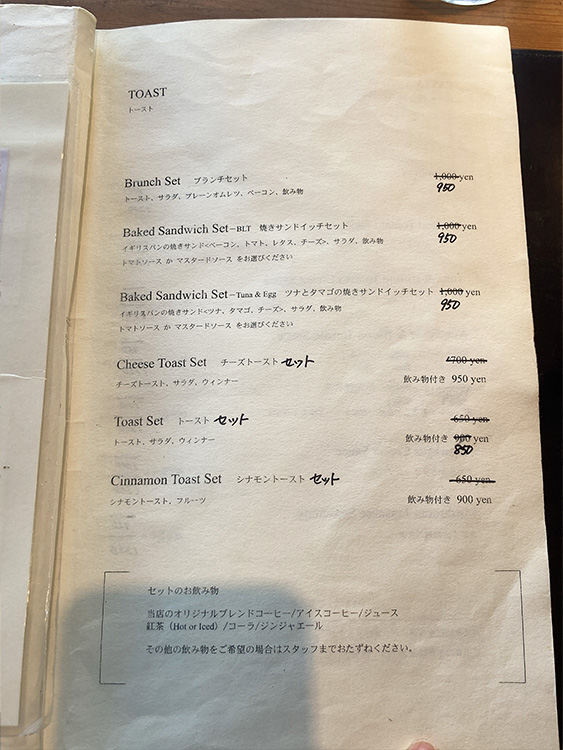 TOAST
トースト
Brunch Set ブランチセット 1,000 yen
950
トースト、サラダ、プレーンオムレツ、ベーコン、飲み物
Baked Sandwich Set – BLT 焼きサンドイッチセット 1,000 yen
950
イギリスパンの焼きサンド<ベーコン、トマト、レタス、チーズ>、サラダ、飲み物
トマトソース か マスタードソース をお選びください
Baked Sandwich Set – Tuna & Egg ツナとタマゴの焼きサンドイッチセット 1,000 yen
950
イギリスパンの焼きサンド<ツナ、タマゴ、チーズ>、サラダ、飲み物
トマトソース か マスタードソース をお選びください
Cheese Toast Set チーズトースト セット 700 yen
チーズトースト、サラダ、ウィンナー 飲み物付き 950 yen
Toast Set トースト セット 650 yen
トースト、サラダ、ウィンナー 飲み物付き 900 yen
850
Cinnamon Toast Set シナモントースト セット 650 yen
シナモントースト、フルーツ 飲み物付き 900 yen
セットのお飲み物
当店のオリジナルブレンドコーヒー/アイスコーヒー/ジュース
紅茶（Hot or Iced）/コーラ/ジンジャエール
その他の飲み物をご希望の場合はスタッフまでおたずねください。